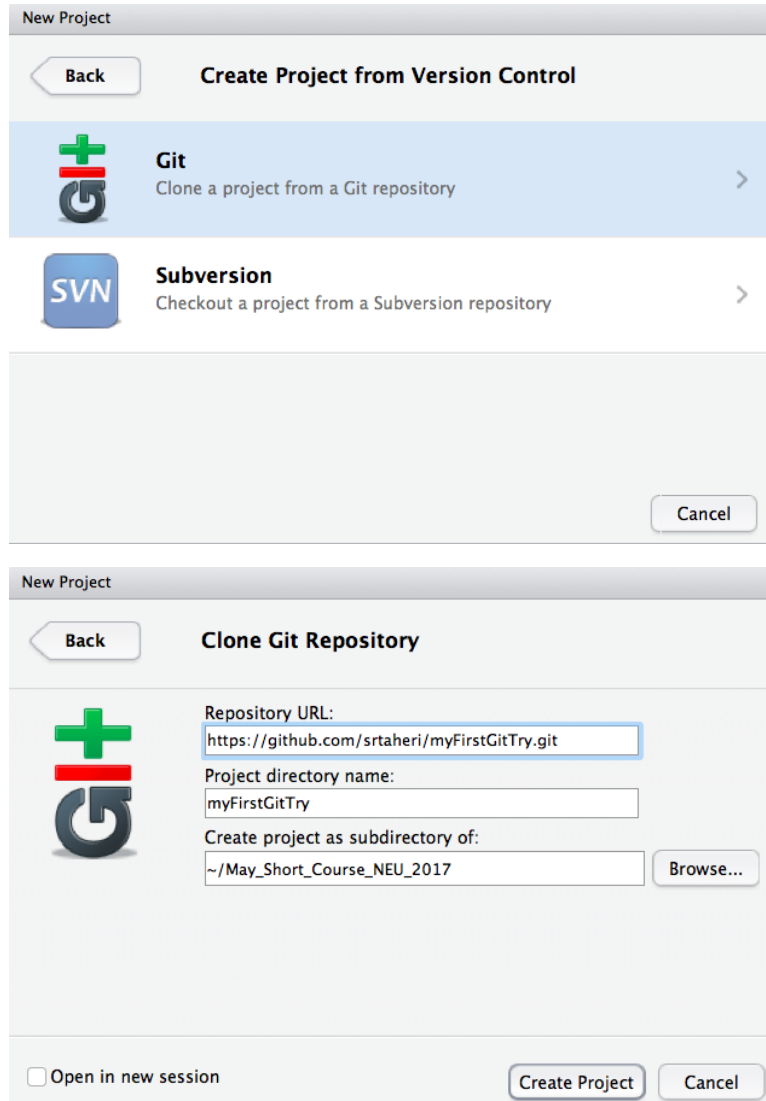 New Project
Back
Create Project from Version Control
git
Git
Clone a project from a Git repository
SVN
Subversion
Checkout a project from a Subversion repository
Cancel
New Project
Back
Clone Git Repository
git
Repository URL:
https://github.com/srtaheri/myFirstGitTry.git
Project directory name:
myFirstGitTry
Create project as subdirectory of:
~/May_Short_Course_NEU_2017
Browse...
Open in new session
Create Project
Cancel